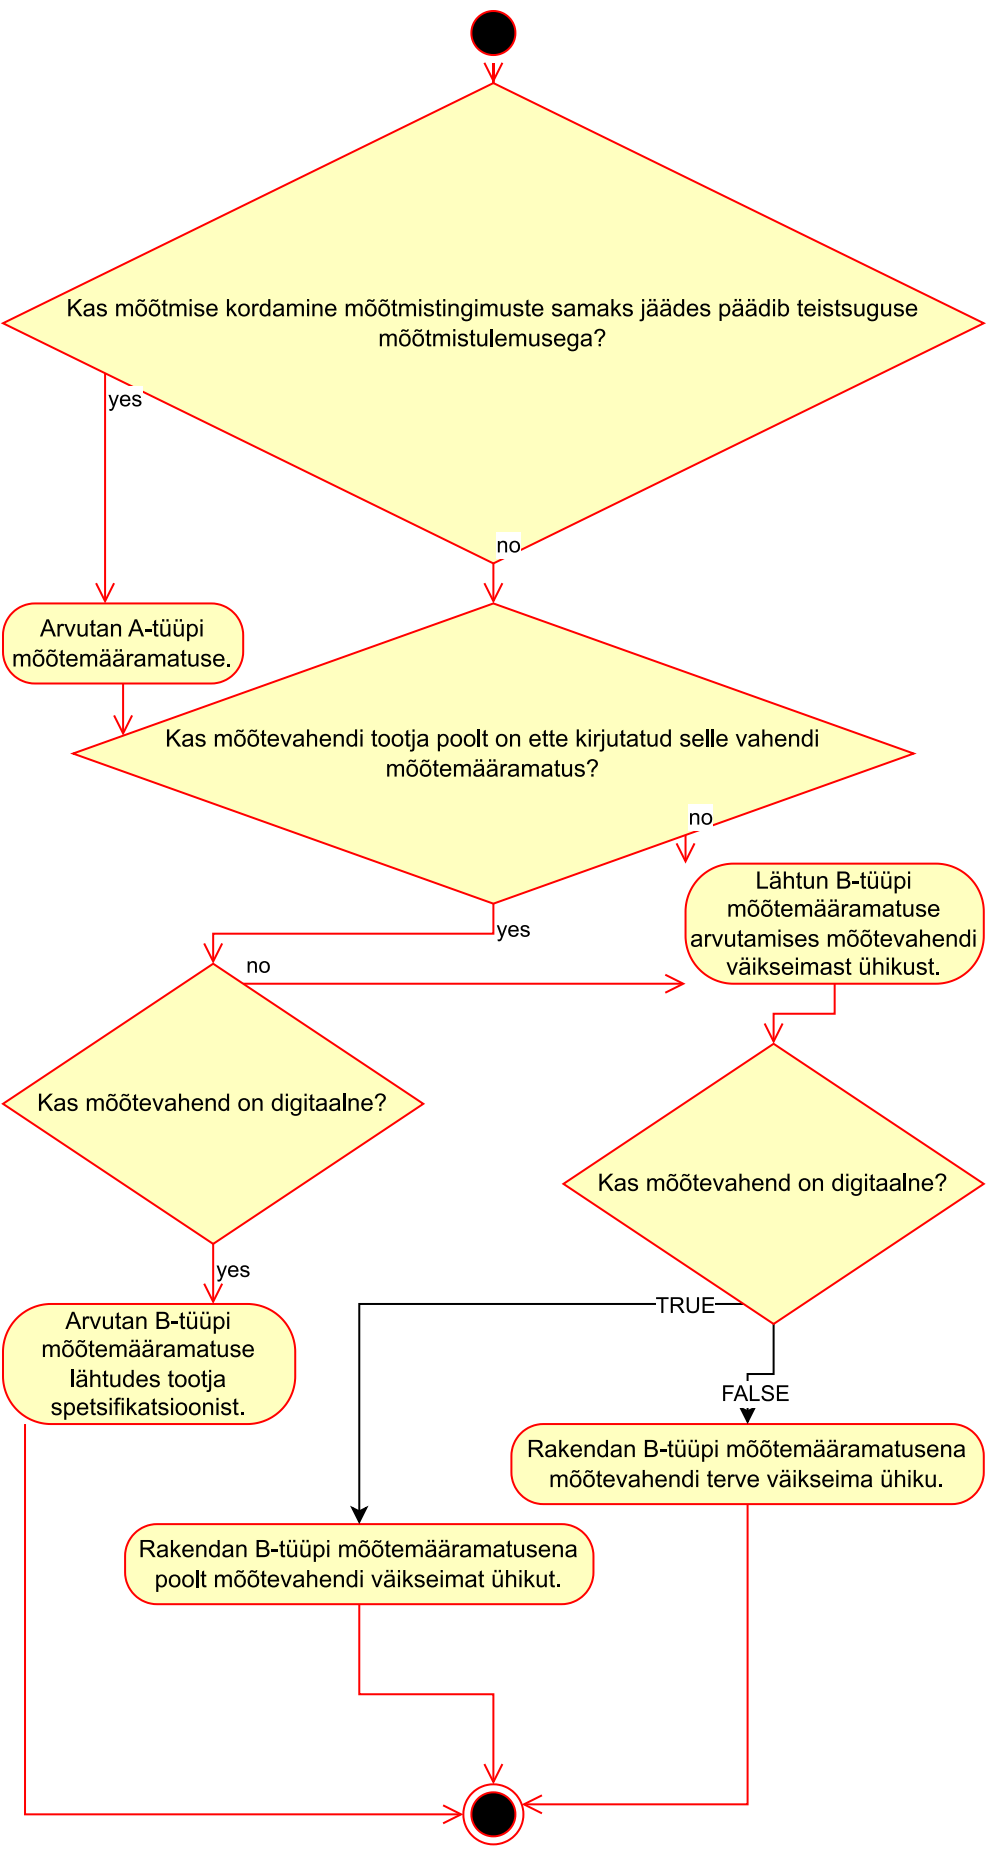 Kas mõõtmise kordamine mõõtmistingimuste samaks jäädes päädib teistsuguse
mõõtmistulemusega?
yes
no
Arvutan A-tüüpi
mõõtemääramatuse.
Kas mõõtevahendi tootja poolt on ette kirjutatud selle vahendi
mõõtemääramatus?
no
Lähtun B-tüüpi
mõõtemääramatuse
arvutamises mõõtevahendi
väikseimast ühikust.
yes
no
Kas mõõtevahend on digitaalne?
Kas mõõtevahend on digitaalne?
yes
Arvutan B-tüüpi
mõõtemääramatuse
lähtudes tootja
spetsifikatsioonist.
TRUE
FALSE
Rakendan B-tüüpi mõõtemääramatusena
mõõtevahendi terve väikseima ühiku.
Rakendan B-tüüpi mõõtemääramatusena
poolt mõõtevahendi väikseimat ühikut.